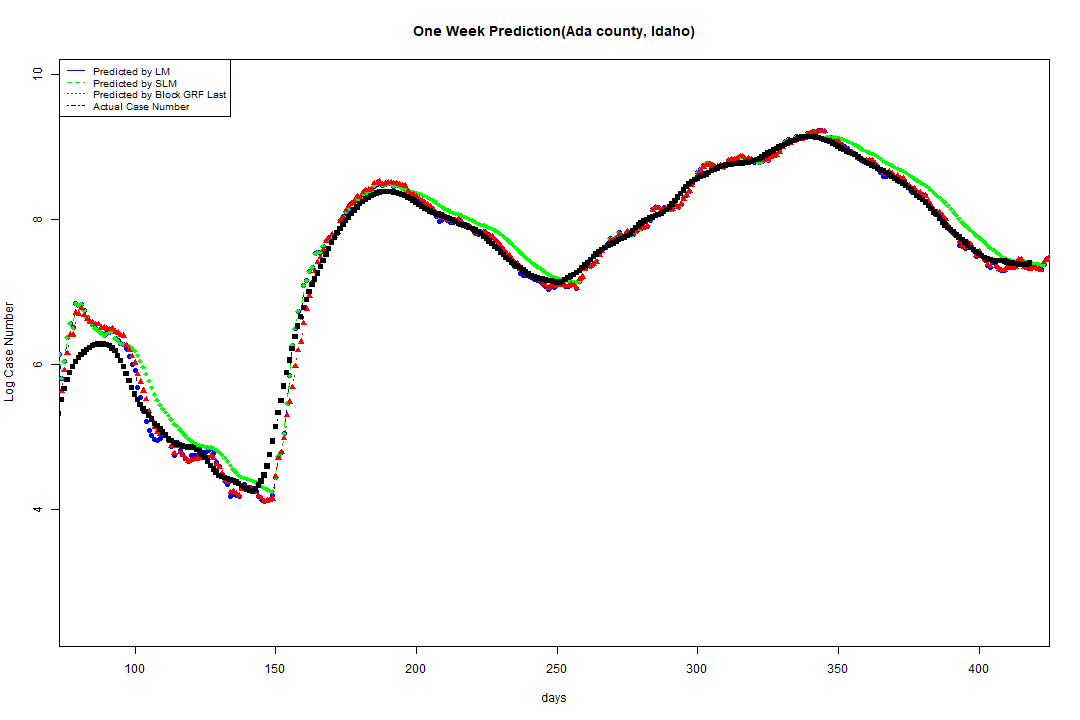 One Week Prediction(Ada county, Idaho)
Predicted by LM
Predicted by SLM
Predicted by Block GRF Last
Actual Case Number
Log Case Number
10
8
6
4
100 150 200 250 300 350 400
days